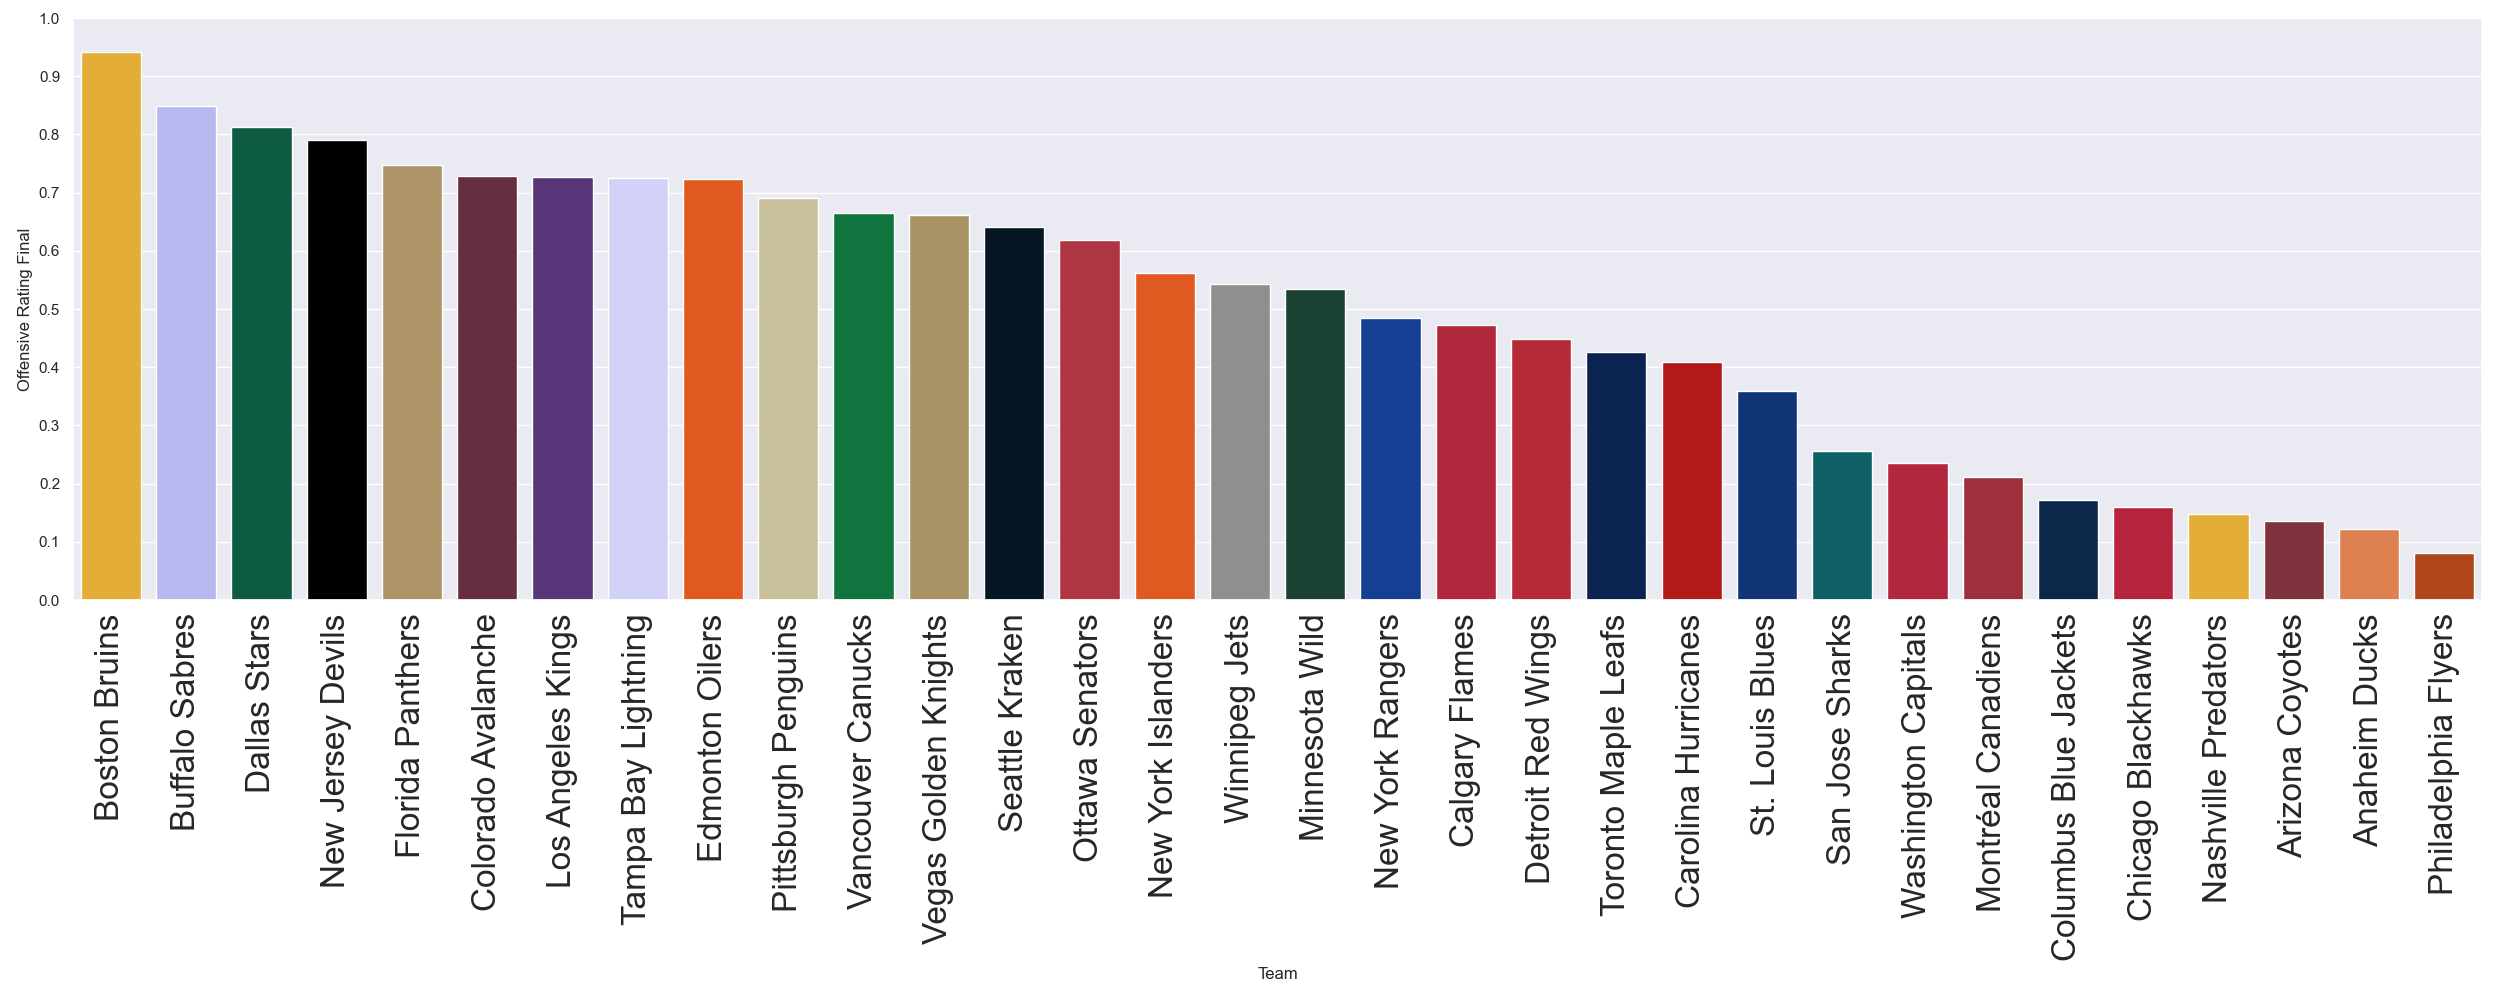 1.0
0.9
0.8
0.7
0.6
0.5
0.4
0.3
0.2
0.1
0.0
Offensive Rating Final
Boston Bruins
Buffalo Sabres
Dallas Stars
New Jersey Devils
Florida Panthers
Colorado Avalanche
Los Angeles Kings
Tampa Bay Lightning
Edmonton Oilers
Pittsburgh Penguins
Vancouver Canucks
Vegas Golden Knights
Seattle Kraken
Ottawa Senators
New York Islanders
Winnipeg Jets
Minnesota Wild
New York Rangers
Calgary Flames
Detroit Red Wings
Toronto Maple Leafs
Carolina Hurricanes
St. Louis Blues
San Jose Sharks
Washington Capitals
Montréal Canadiens
Columbus Blue Jackets
Chicago Blackhawks
Nashville Predators
Arizona Coyotes
Anaheim Ducks
Philadelphia Flyers
Team